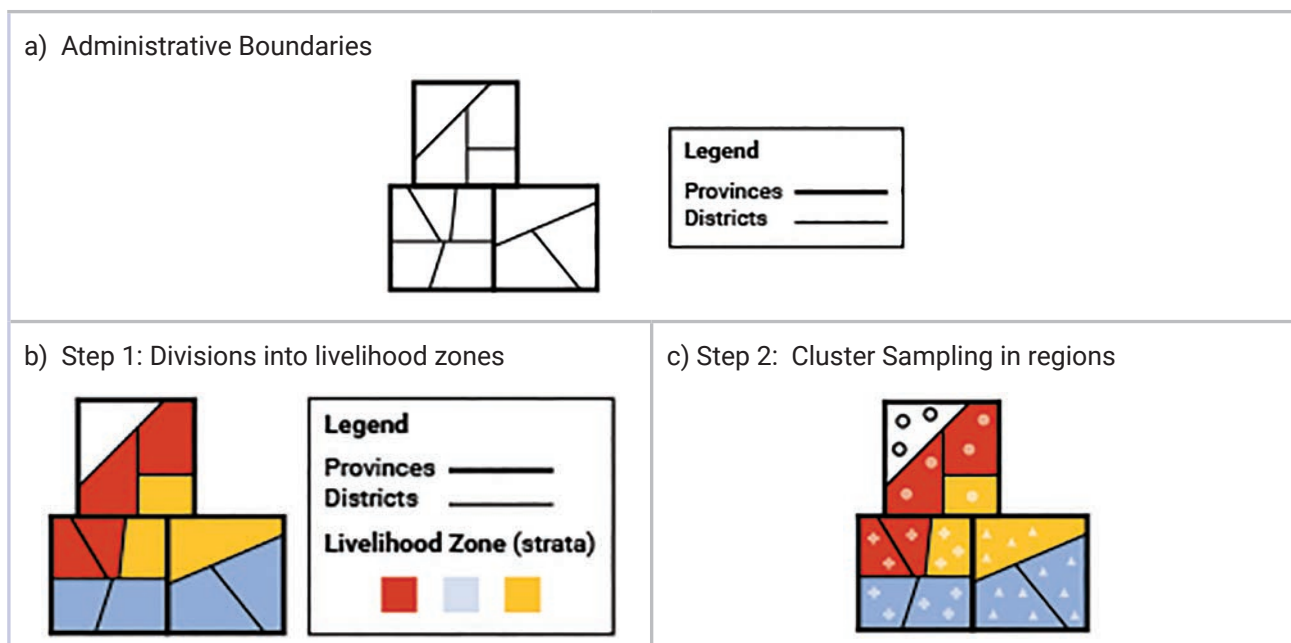 a) Administrative Boundaries
Legend
Provinces
Districts
b) Step 1: Divisions into livelihood zones
Legend
Provinces
Districts
Livelihood Zone (strata)
c) Step 2: Cluster Sampling in regions